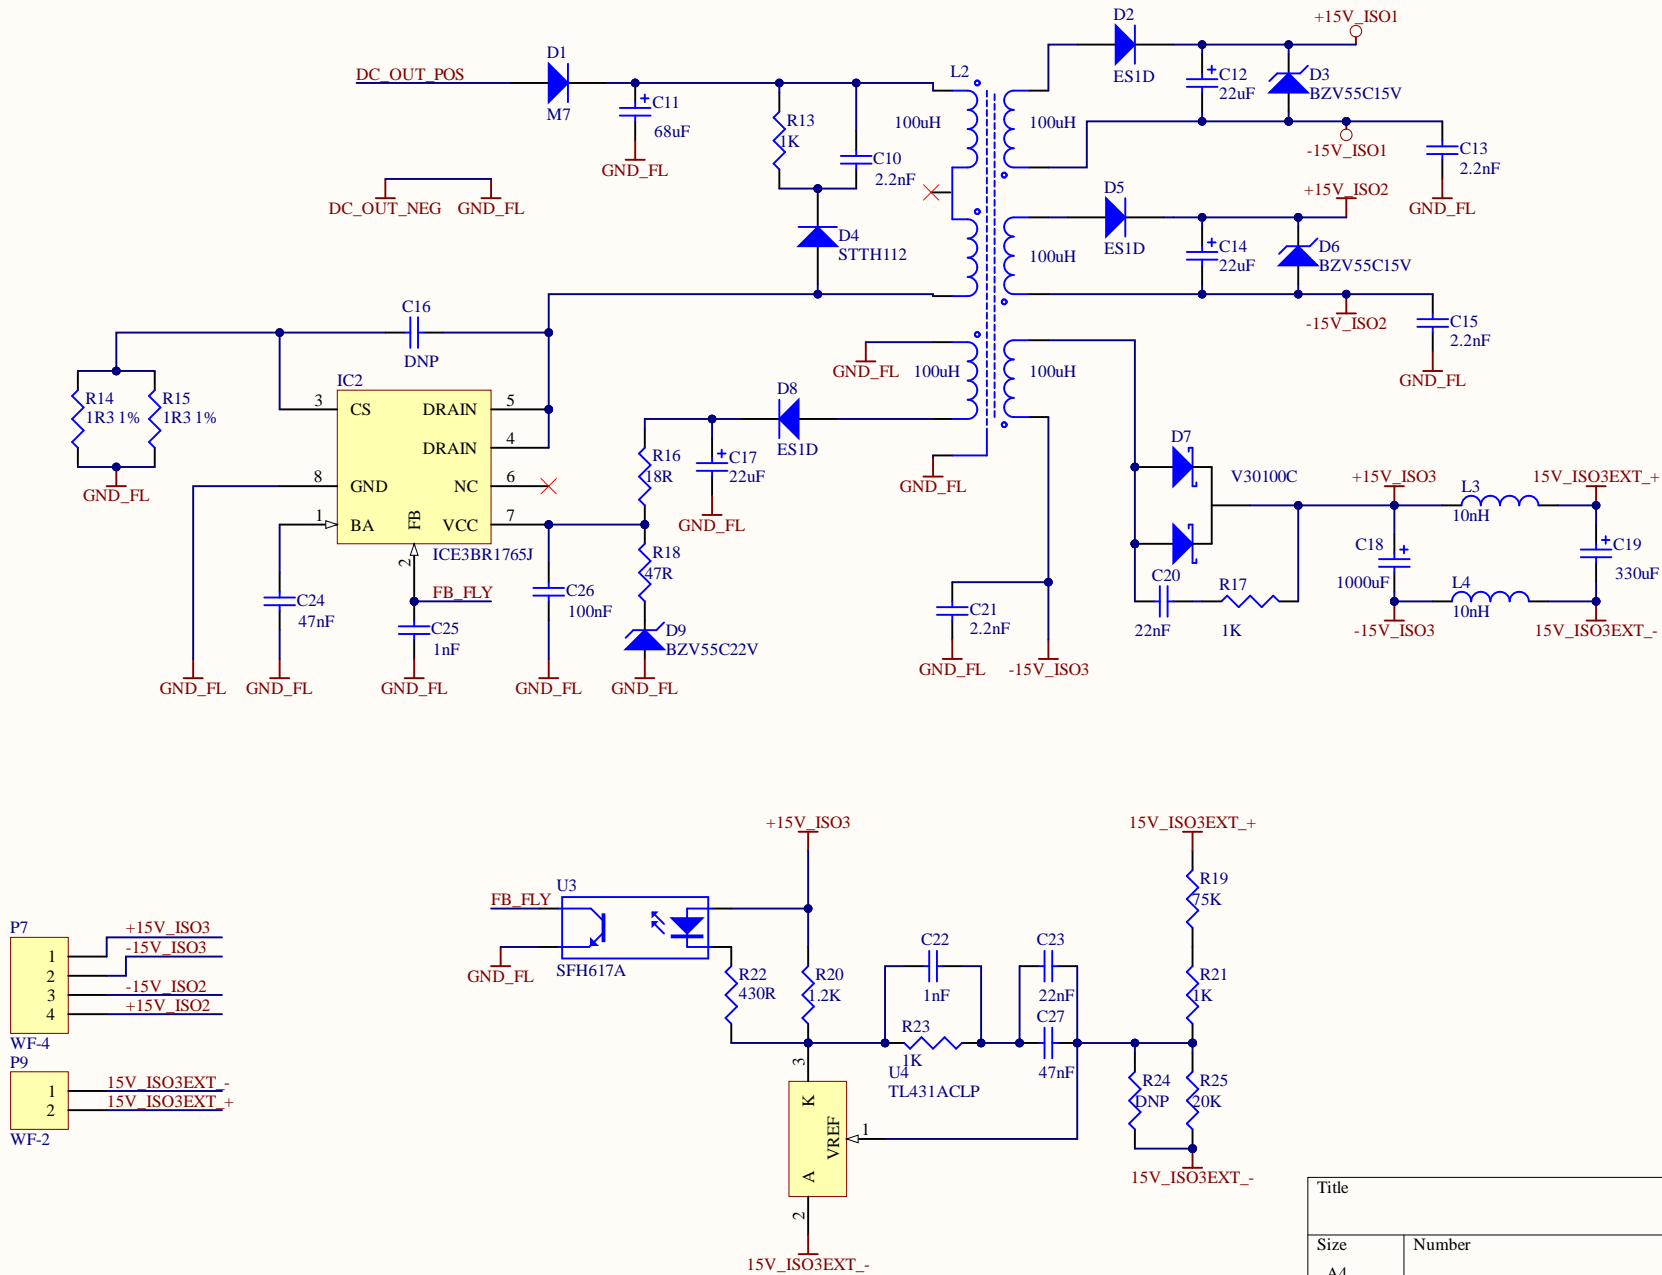 DC_OUT_POS
D1
M7
C11
68uF
GND_FL
R13
1K
C10
2.2nF
D4
STTH112
DC_OUT_NEG
GND_FL
L2
100uH
100uH
D2
ES1D
+15V_ISO1
C12
22uF
D3
BZV55C15V
-15V_ISO1
C13
2.2nF
GND_FL
D5
ES1D
+15V_ISO2
100uH
C14
22uF
D6
BZV55C15V
-15V_ISO2
C15
2.2nF
GND_FL
C16
DNP
R14
1R3 1%
R15
1R3 1%
GND_FL
IC2
3
CS
DRAIN
5
DRAIN
4
8
GND
NC
6
1
BA
FB
VCC
7
2
ICE3BR1765J
FB_FLY
C24
47nF
C25
1nF
GND_FL
GND_FL
GND_FL
R16
18R
C17
22uF
GND_FL
D8
ES1D
GND_FL
100uH
100uH
GND_FL
R18
47R
C26
100nF
D9
BZV55C22V
GND_FL
GND_FL
C21
2.2nF
GND_FL
-15V_ISO3
D7
V30100C
C20
22nF
R17
1K
+15V_ISO3
L3
10nH
15V_ISO3EXT_+
C18
1000uF
C19
330uF
L4
10nH
-15V_ISO3
15V_ISO3EXT_-
P7
1
2
3
4
+15V_ISO3
-15V_ISO3
-15V_ISO2
+15V_ISO2
WF-4
P9
1
2
15V_ISO3EXT_-
15V_ISO3EXT_+
WF-2
+15V_ISO3
FB_FLY
U3
GND_FL
SFH617A
R22
430R
R20
1.2K
C22
1nF
R23
1K
C23
22nF
C27
47nF
U4
TL431ACLP
3
K
VREF
1
A
2
15V_ISO3EXT_-
15V_ISO3EXT_+
R19
75K
R21
1K
R24
DNP
R25
20K
15V_ISO3EXT_-
Title
Size
Number
A4